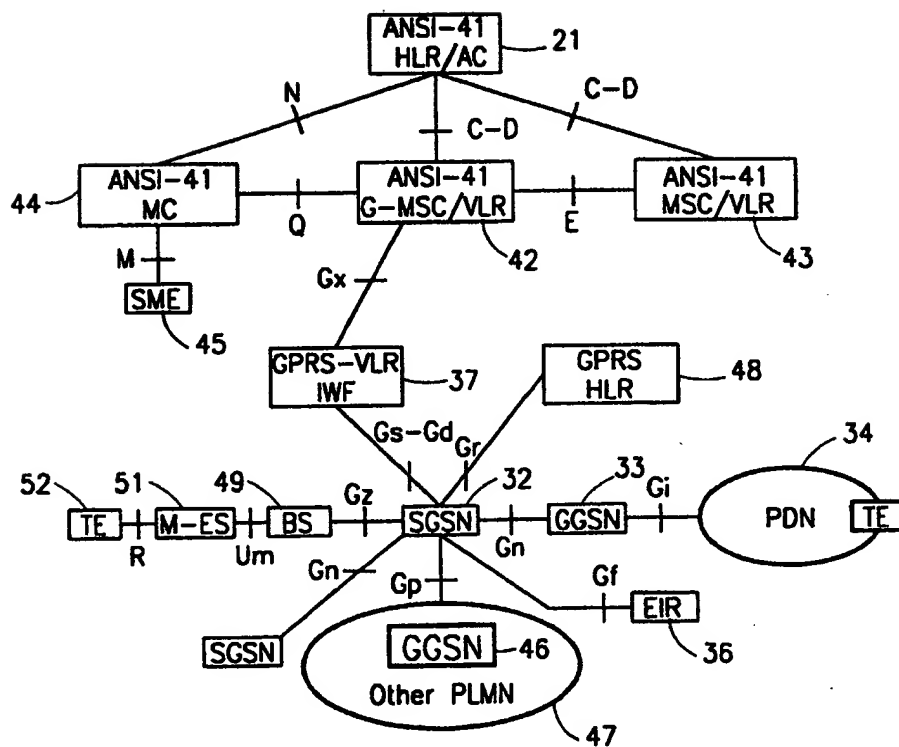 ANSI-41
HLR/AC
21
N
C-D
C-D
44
ANSI-41
MC
Q
ANSI-41
G-MSC/VLR
E
ANSI-41
MSC/VLR
42
43
M
SME
45
Gx
GPRS-VLR
IWF
37
GPRS
HLR
48
Gs-Gd
Gr
34
52
51
49
32
33
TE
R
M-ES
Um
BS
Gz
SGSN
Gn
GGSN
Gi
PDN
TE
Gn
Gp
Gf
EIR
36
SGSN
GGSN
46
Other PLMN
47